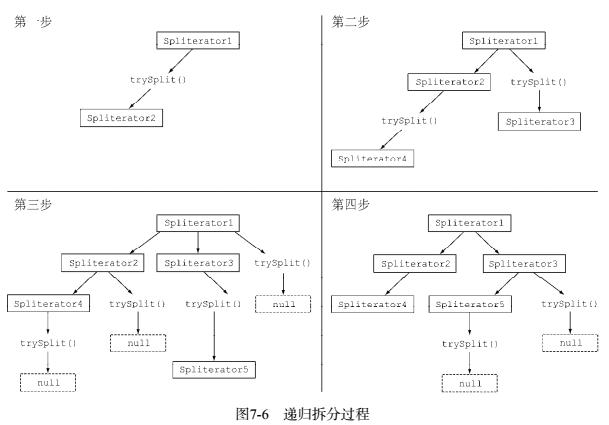 第一步
Spliterator1
trySplit()
Spliterator2
第二步
Spliterator1
Spliterator2
trySplit()
trySplit()
Spliterator3
Spliterator4
第三步
Spliterator1
Spliterator2
Spliterator3
trySplit()
Spliterator4
trySplit()
trySplit()
null
trySplit()
null
Spliterator5
null
第四步
Spliterator1
Spliterator2
Spliterator3
Spliterator4
Spliterator5
trySplit()
trySplit()
null
null
图7-6 递归拆分过程